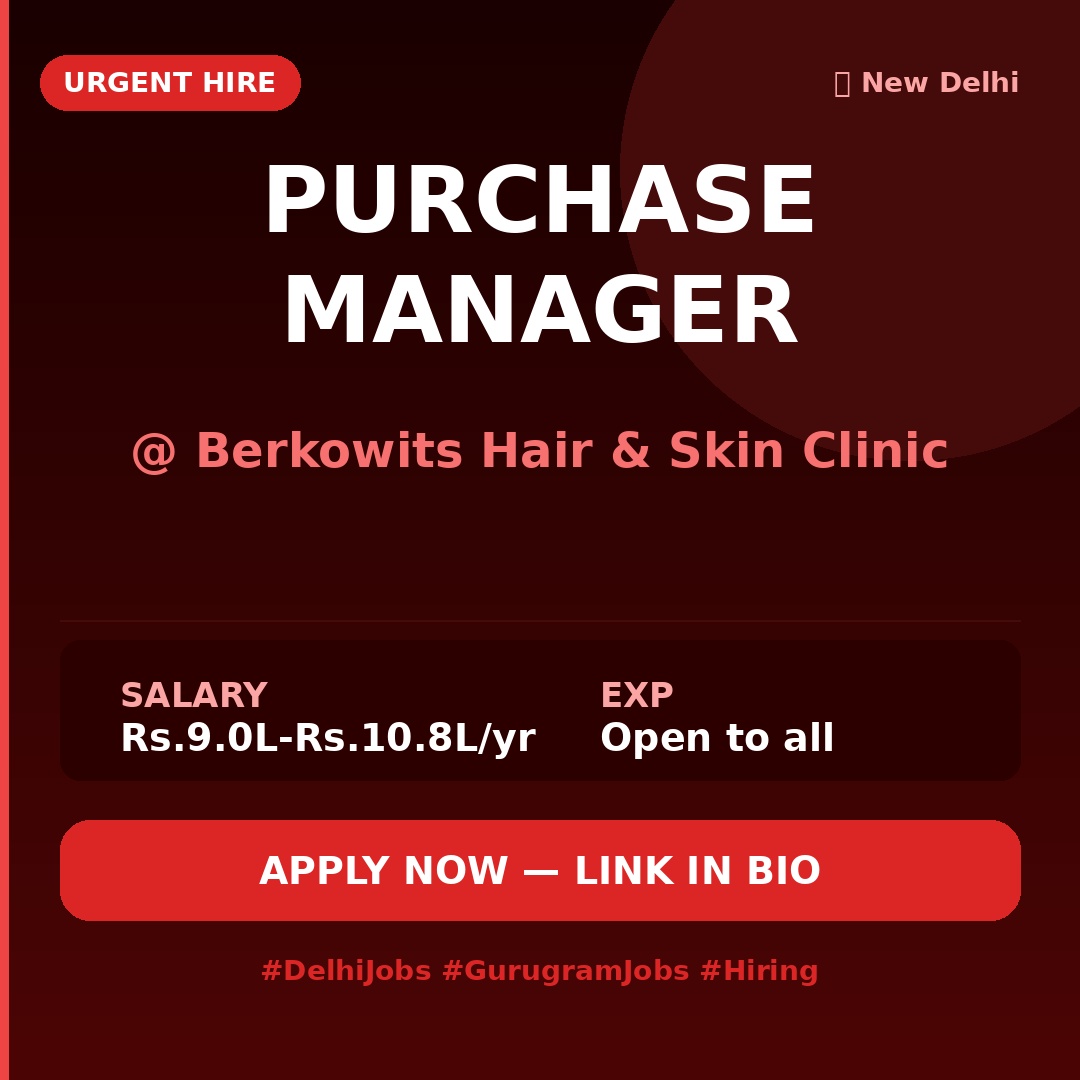 URGENT HIRE
New Delhi
PURCHASE
MANAGER
@ Berkowits Hair & Skin Clinic
SALARY
EXP
Rs.9.0L-Rs.10.8L/yr
Open to all
APPLY NOW — LINK IN BIO
#DelhiJobs #GurugramJobs #Hiring